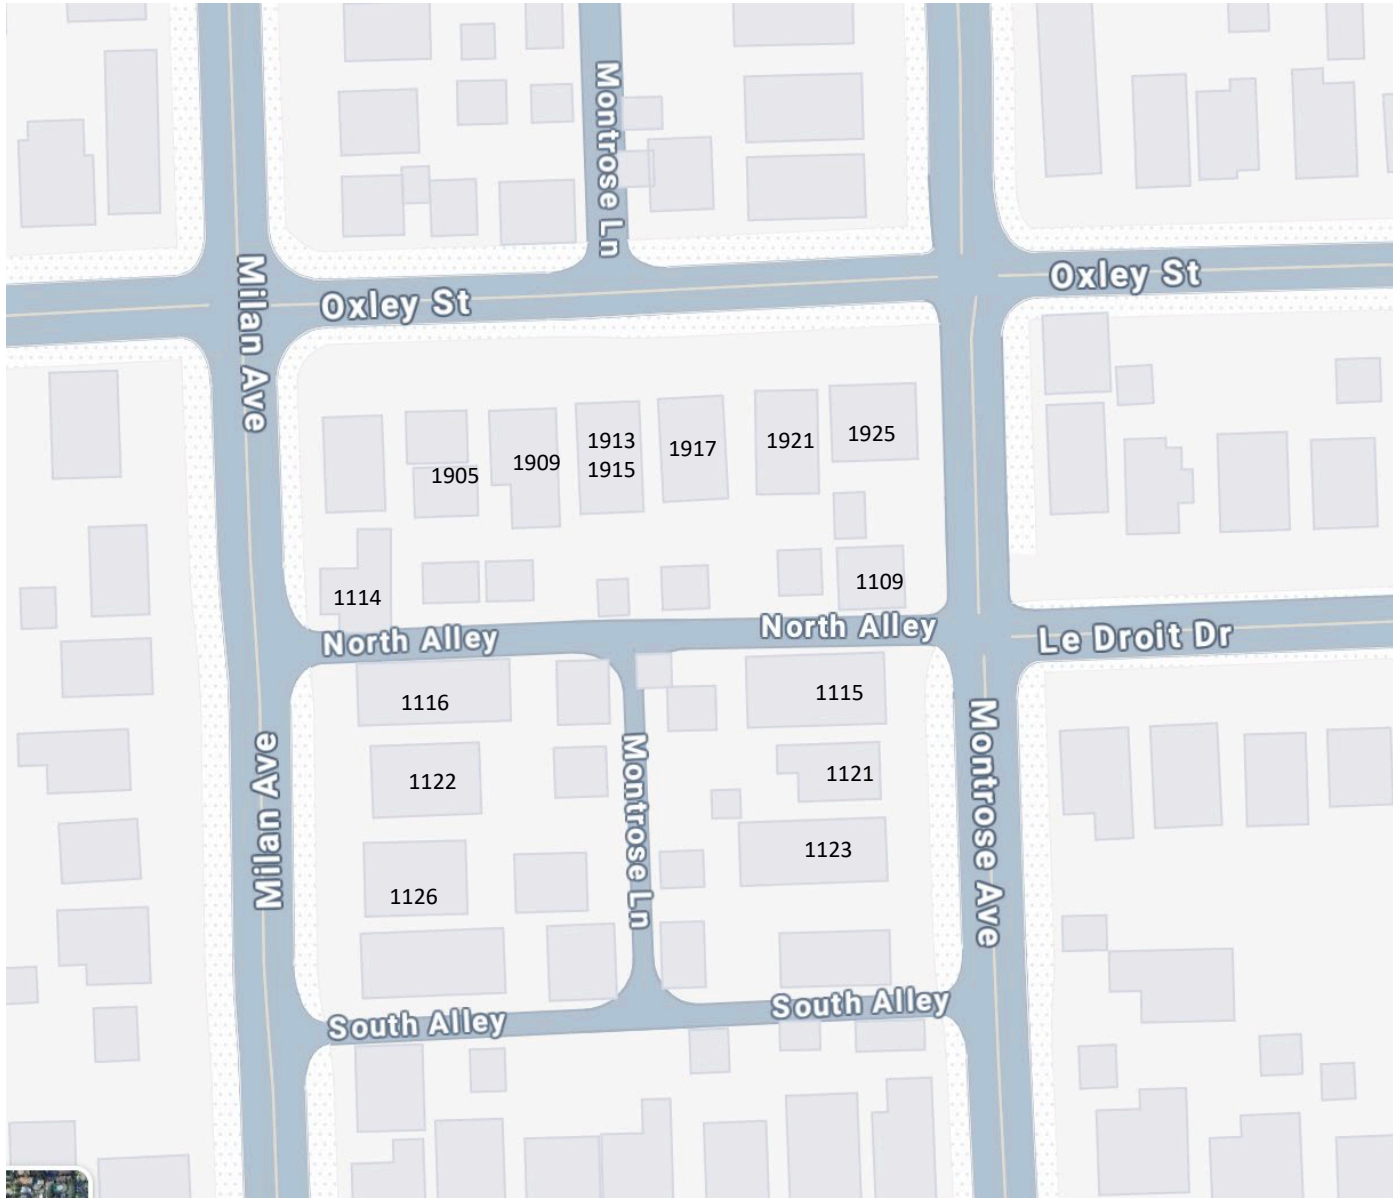 Montrose Ln
Oxley St
Oxley St
Milan Ave
1905
1909
1913
1915
1917
1921
1925
1114
1109
North Alley
North Alley
Le Droit Dr
1116
1115
1122
1121
Milan Ave
Montrose Ln
Montrose Ave
1123
1126
South Alley
South Alley